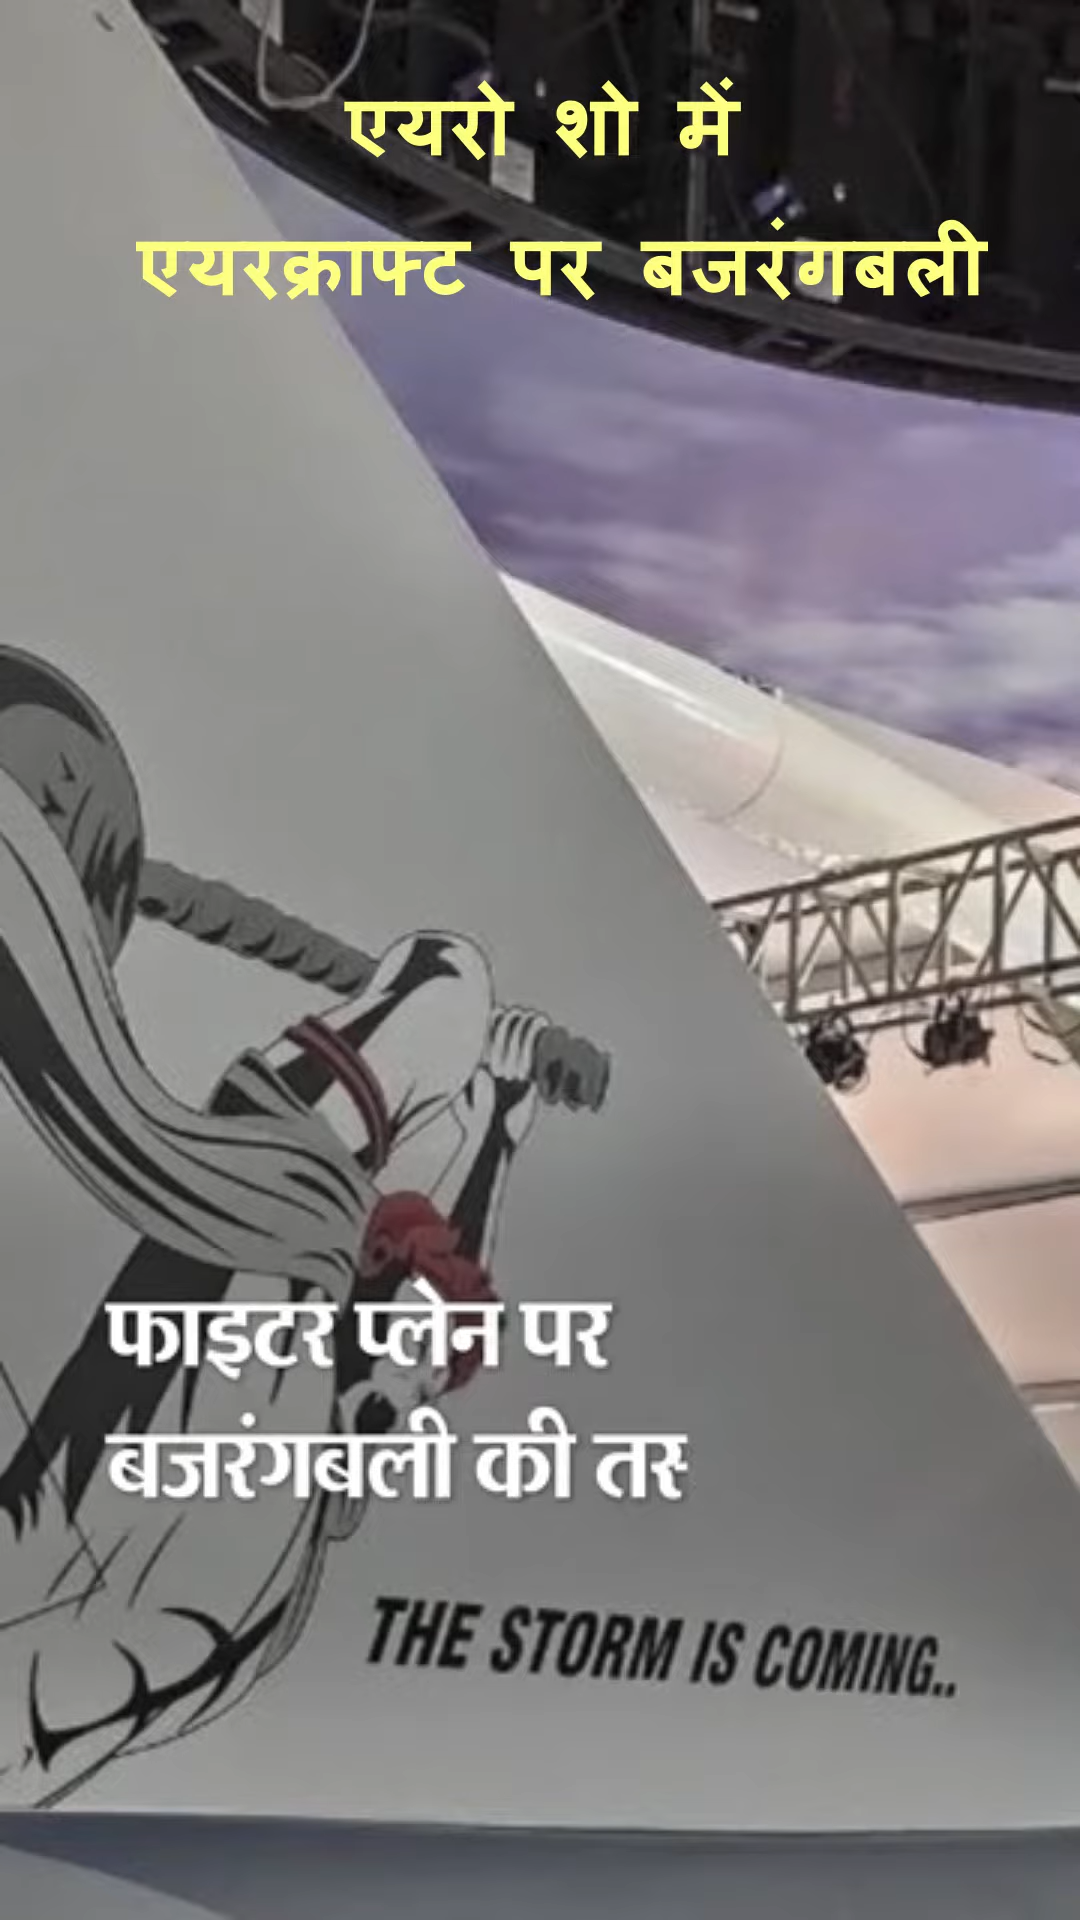 एयरो शो में
एयरक्राफ्ट पर बजरंगबली
फाइटर प्लेन पर
बजरंगबली की तस्
THE STORM IS COMING..